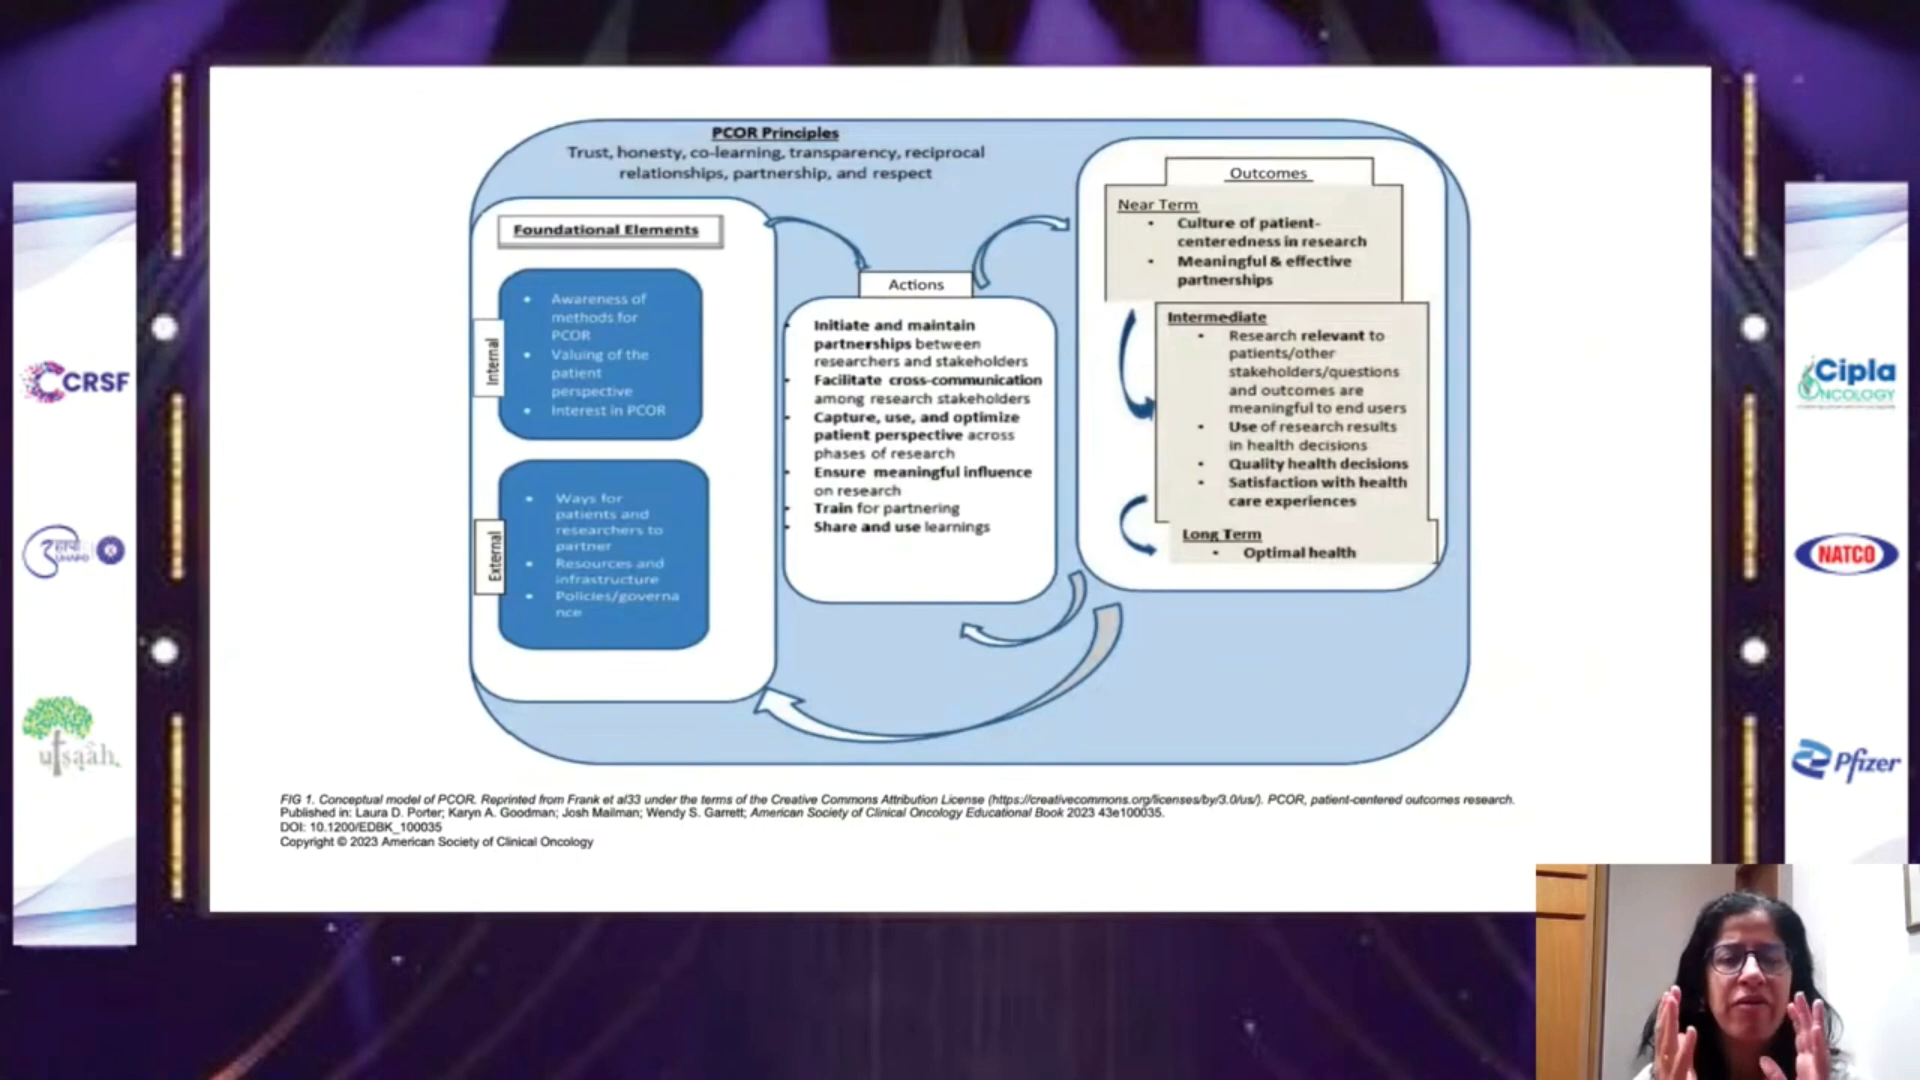 PCOR Principles
Trust, honesty, co-learning, transparency, reciprocal
relationships, partnership, and respect
Foundational Elements
Internal
• Awareness of
methods for
PCOR
• Valuing of the
patient
perspective
• Interest in PCOR
External
• Ways for
patients and
researchers to
partner
• Resources and
infrastructure
• Policies/governa
nce
Actions
• Initiate and maintain
partnerships between
researchers and stakeholders
• Facilitate cross-communication
among research stakeholders
• Capture, use, and optimize
patient perspective across
phases of research
• Ensure meaningful influence
on research
• Train for partnering
• Share and use learnings
Outcomes
Near Term
• Culture of patient-
centeredness in research
• Meaningful & effective
partnerships
Intermediate
• Research relevant to
patients/other
stakeholders/questions
and outcomes are
meaningful to end users
• Use of research results
in health decisions
• Quality health decisions
• Satisfaction with health
care experiences
Long Term
• Optimal health
FIG 1. Conceptual model of PCOR. Reprinted from Frank et al33 under the terms of the Creative Commons Attribution License (https://creativecommons.org/licenses/by/3.0/us/). PCOR, patient-centered outcomes research.
Published in: Laura D. Porter; Karyn A. Goodman; Josh Mailman; Wendy S. Garrett; American Society of Clinical Oncology Educational Book 2023 43e100035.
DOI: 10.1200/EDBK_100035
Copyright © 2023 American Society of Clinical Oncology
CRSF
utsaah
Cipla
ONCOLOGY
NATCO
Pfizer